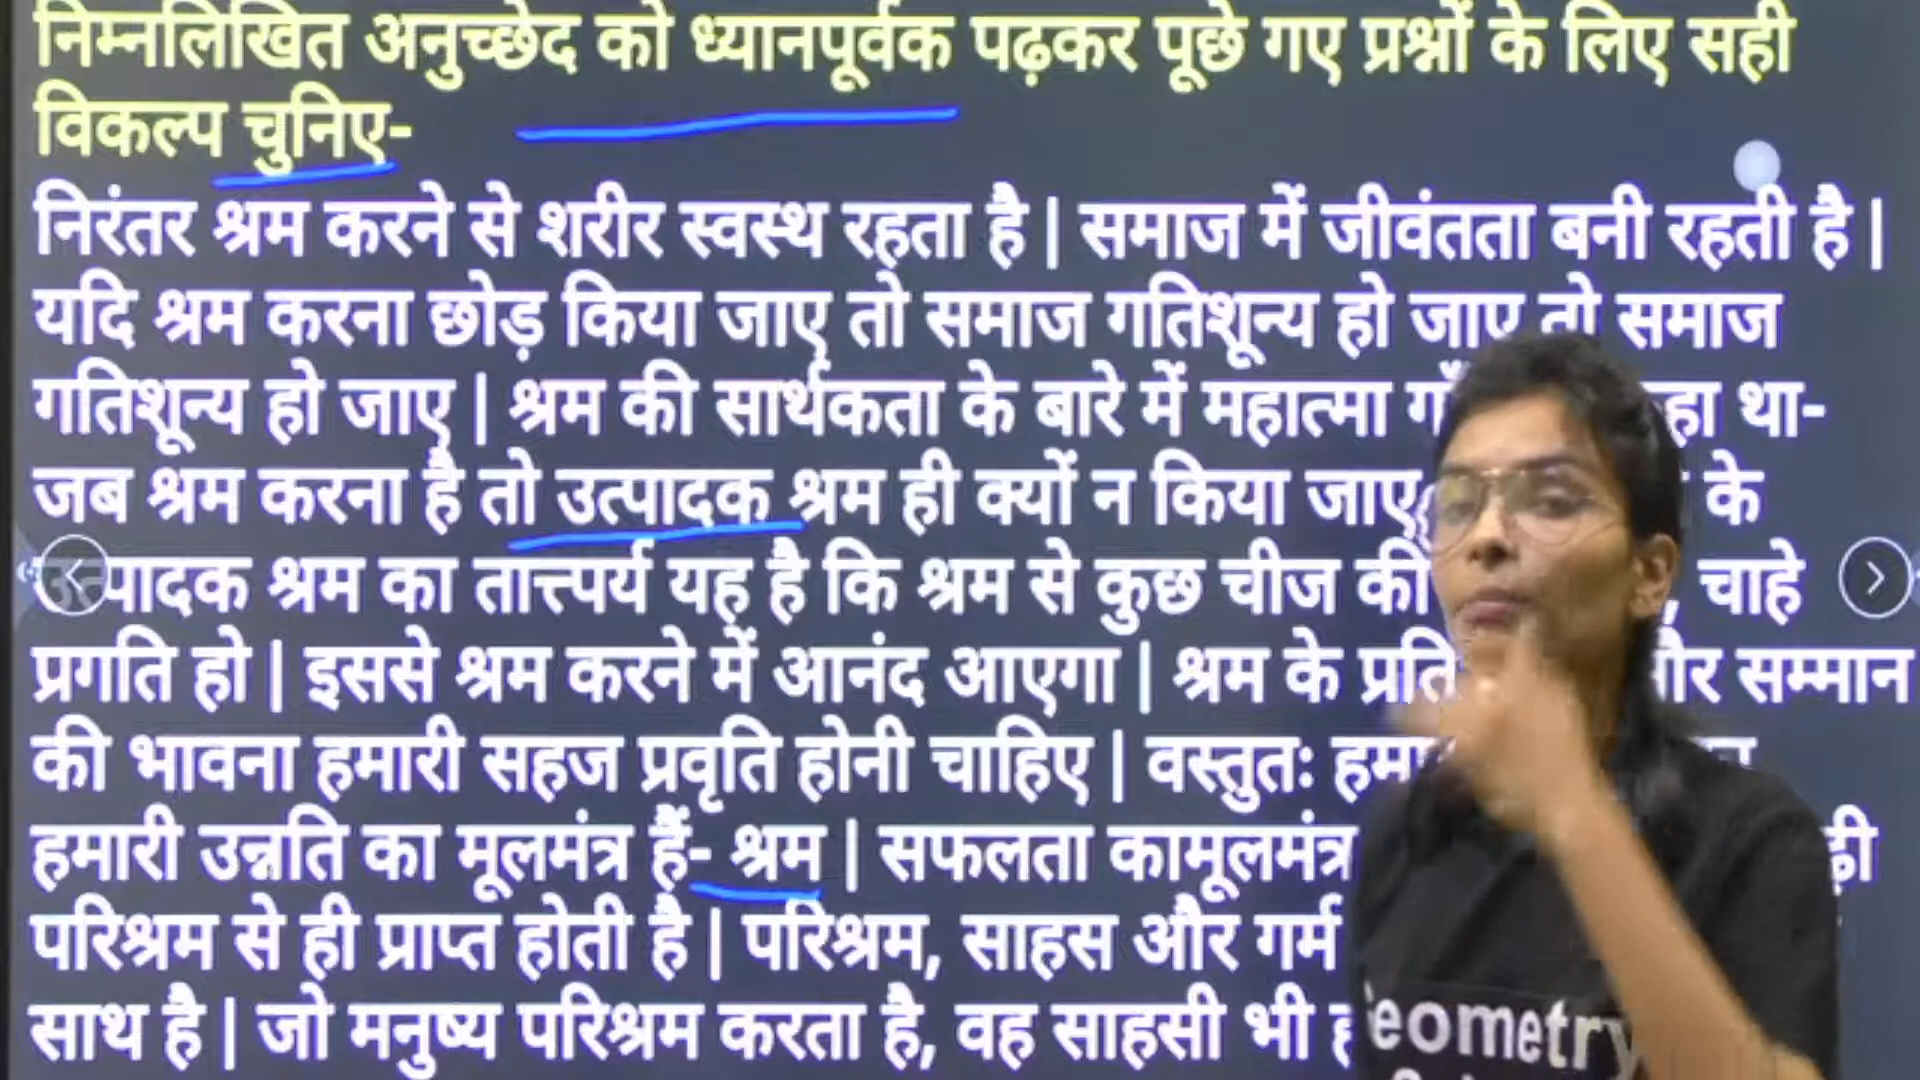 निम्नलिखित अनुच्छेद को ध्यानपूर्वक पढ़कर पूछे गए प्रश्नों के लिए सही
विकल्प चुनिए-
निरंतर श्रम करने से शरीर स्वस्थ रहता है | समाज में जीवंतता बनी रहती है |
यदि श्रम करना छोड़ किया जाए तो समाज गतिशून्य हो जाए तो समाज
गतिशून्य हो जाए | श्रम की सार्थकता के बारे में महात्मा था-
जब श्रम करना है तो उत्पादक श्रम ही क्यों न किया जाए के
श्रम का तात्त्पर्य यह है कि श्रम से कुछ चीज की चाहे
प्रगति हो | इससे श्रम करने में आनंद आएगा | श्रम के प्रति सम्मान
की भावना हमारी सहज प्रवृति होनी चाहिए | वस्तुतः
हमारी उन्नति का मूलमंत्र हैं- श्रम | सफलता कामूलमंत्र
परिश्रम से ही प्राप्त होती है | परिश्रम, साहस और गर्म
साथ है | जो मनुष्य परिश्रम करता है, वह साहसी भी
eometry